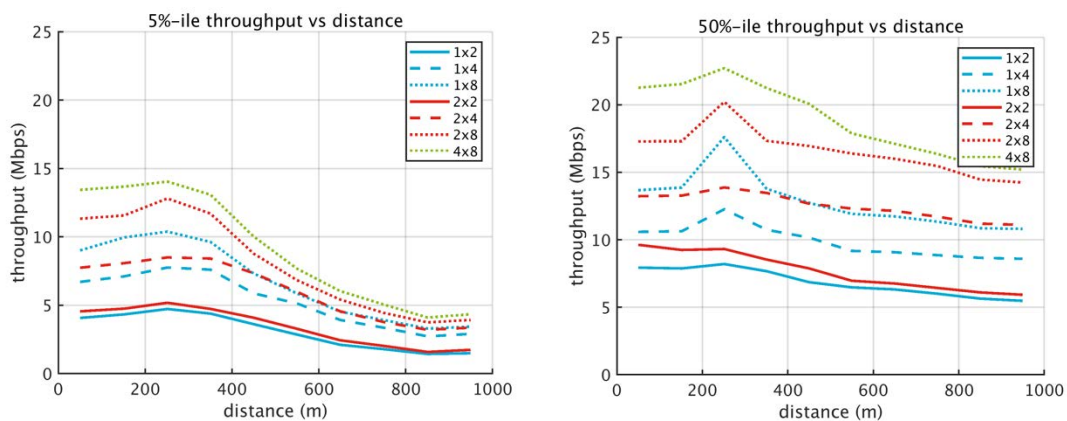 5%-ile throughput vs distance
25
20
15
10
5
0
throughput (Mbps)
1x2
1x4
1x8
2x2
2x4
2x8
4x8
0 200 400 600 800 1000
distance (m)
50%-ile throughput vs distance
25
20
15
10
5
0
throughput (Mbps)
1x2
1x4
1x8
2x2
2x4
2x8
4x8
0 200 400 600 800 1000
distance (m)